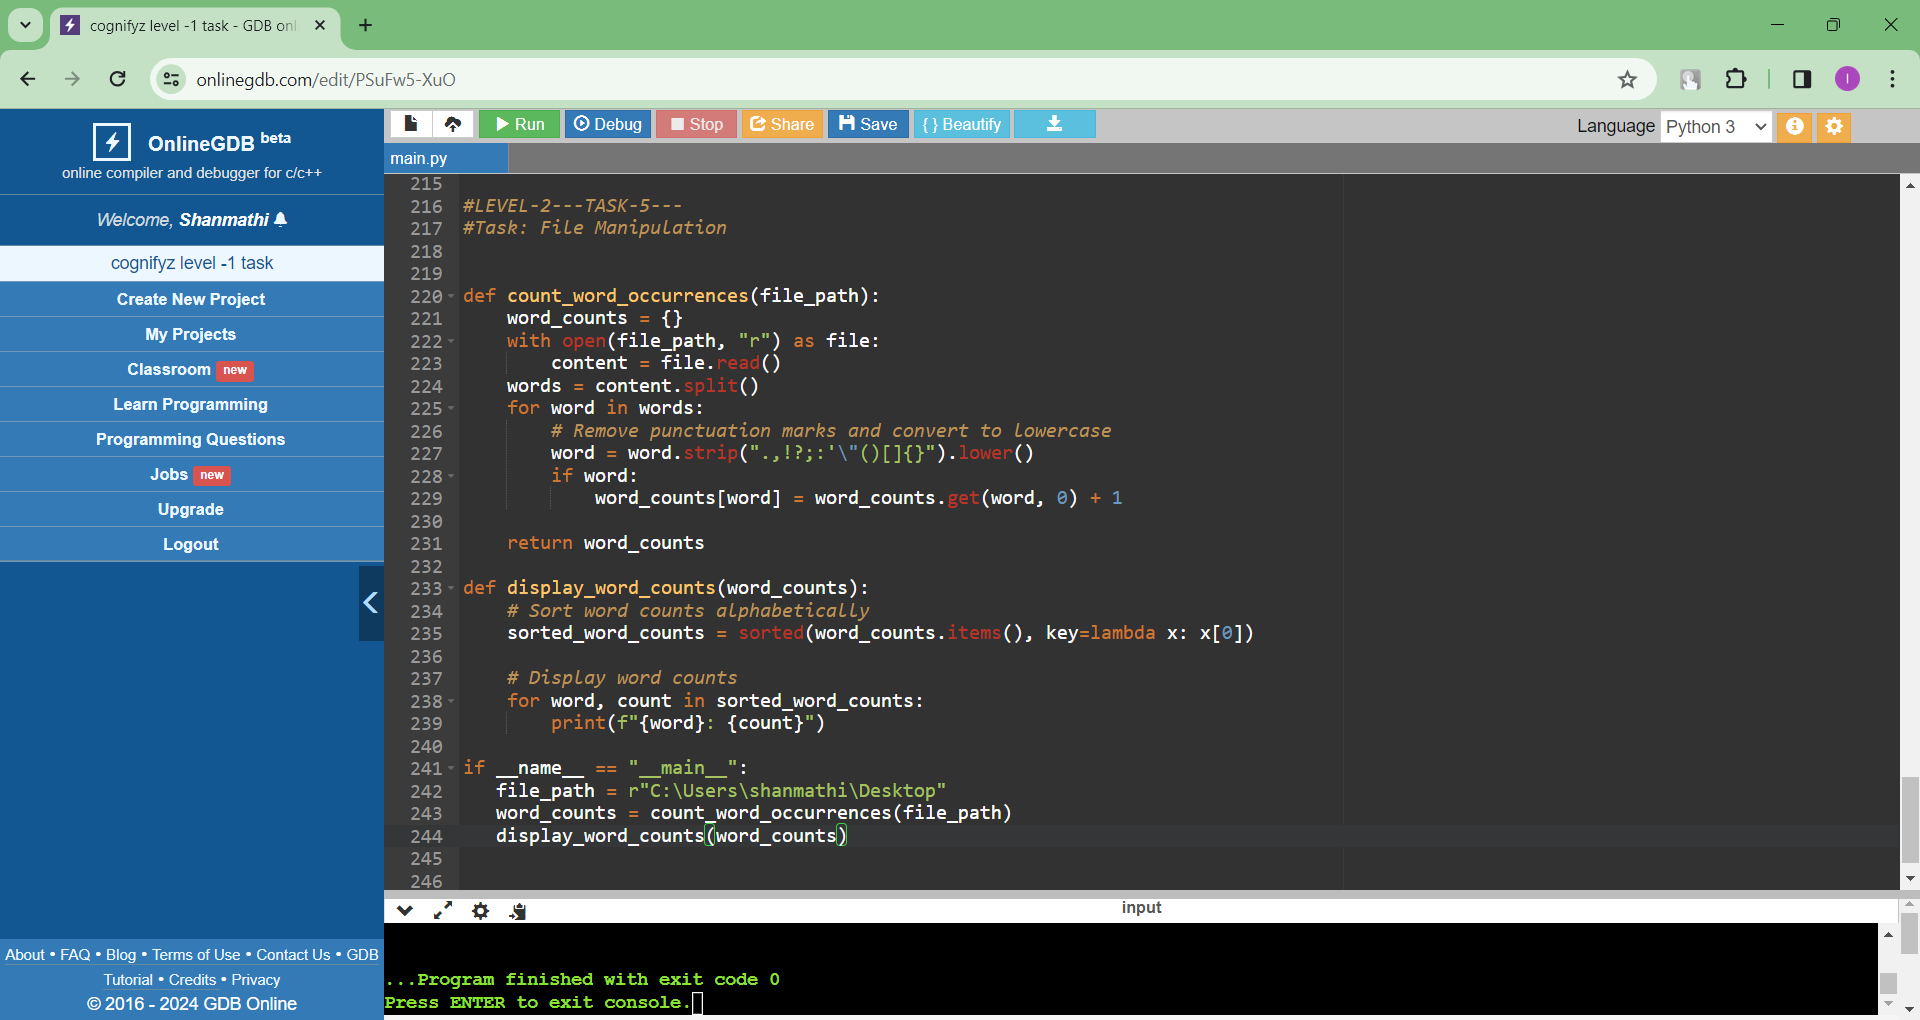 cognifyz level -1 task - GDB onl
onlinegdb.com/edit/PSuFw5-XuO
I
OnlineGDB beta
online compiler and debugger for c/c++
Welcome, Shanmathi
cognifyz level -1 task
Create New Project
My Projects
Classroom new
Learn Programming
Programming Questions
Jobs new
Upgrade
Logout
About • FAQ • Blog • Terms of Use • Contact Us • GDB
Tutorial • Credits • Privacy
© 2016 - 2024 GDB Online
Run Debug Stop Share Save { } Beautify
Language Python 3
main.py
215
216 #LEVEL-2---TASK-5---
217 #Task: File Manipulation
218
219
220 def count_word_occurrences(file_path):
221     word_counts = {}
222     with open(file_path, "r") as file:
223         content = file.read()
224     words = content.split()
225     for word in words:
226         # Remove punctuation marks and convert to lowercase
227         word = word.strip(".,!?;:'\"()[]{}").lower()
228         if word:
229             word_counts[word] = word_counts.get(word, 0) + 1
230
231     return word_counts
232
233 def display_word_counts(word_counts):
234     # Sort word counts alphabetically
235     sorted_word_counts = sorted(word_counts.items(), key=lambda x: x[0])
236
237     # Display word counts
238     for word, count in sorted_word_counts:
239         print(f"{word}: {count}")
240
241 if __name__ == "__main__":
242    file_path = r"C:\Users\shanmathi\Desktop"
243    word_counts = count_word_occurrences(file_path)
244    display_word_counts(word_counts)
245
246
input
...Program finished with exit code 0
Press ENTER to exit console.